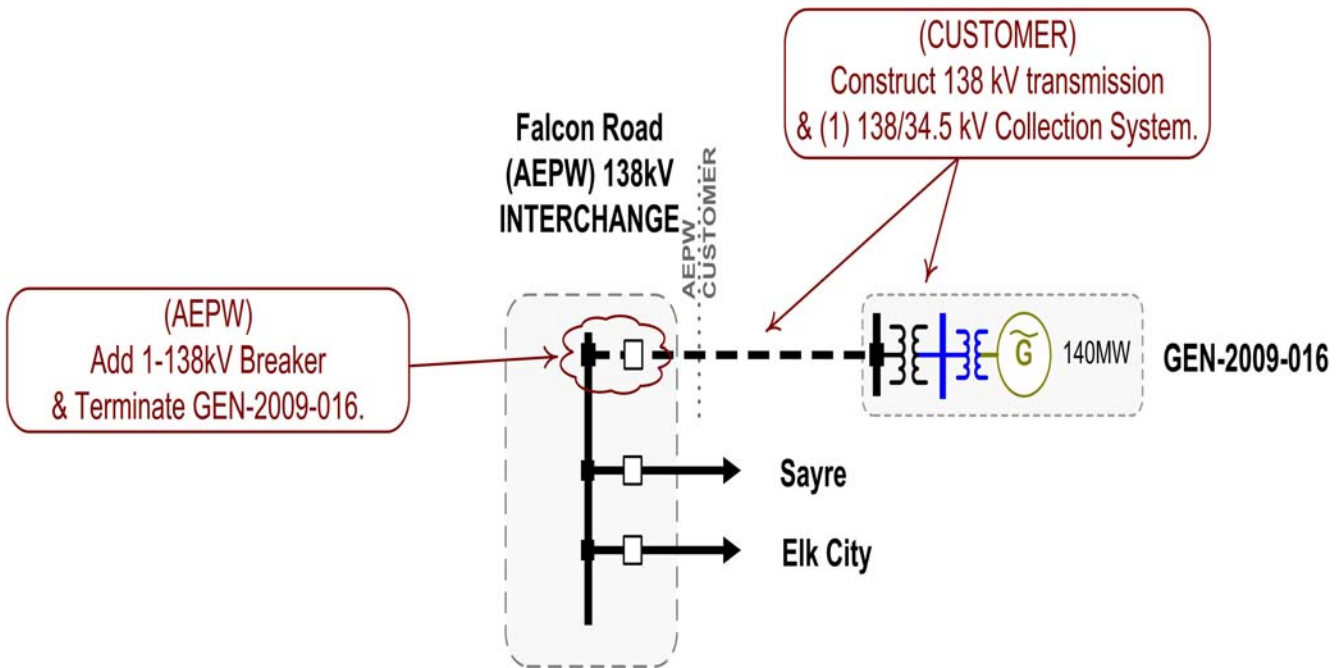 (CUSTOMER)
Construct 138 kV transmission
& (1) 138/34.5 kV Collection System.
Falcon Road
(AEPW) 138kV
INTERCHANGE
AEPW
CUSTOMER
(AEPW)
Add 1-138kV Breaker
& Terminate GEN-2009-016.
G
140MW
GEN-2009-016
Sayre
Elk City